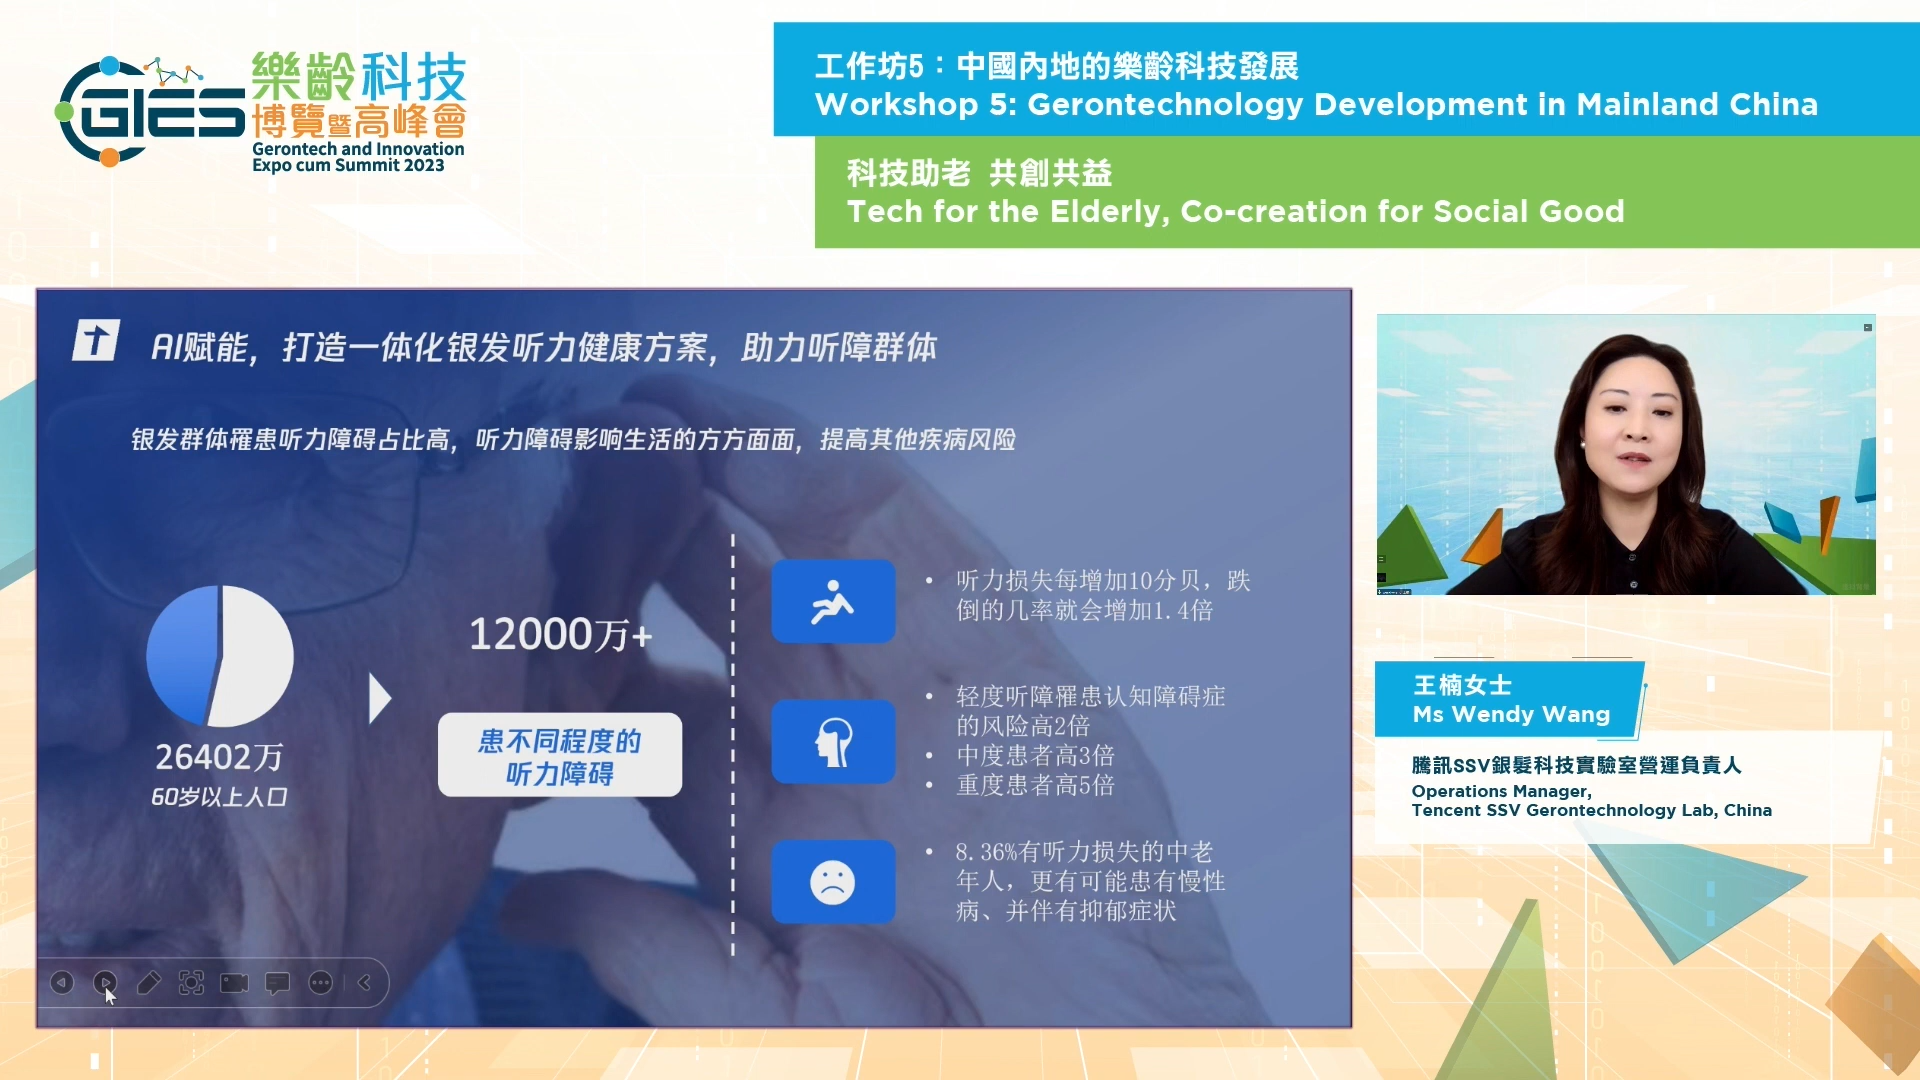 GIES
樂齡科技
博覽暨高峰會
Gerontech and Innovation
Expo cum Summit 2023
工作坊5：中國內地的樂齡科技發展
Workshop 5: Gerontechnology Development in Mainland China
科技助老 共創共益
Tech for the Elderly, Co-creation for Social Good
AI赋能，打造一体化银发听力健康方案，助力听障群体
银发群体罹患听力障碍占比高，听力障碍影响生活的方方面面，提高其他疾病风险
26402万
60岁以上人口
12000万+
患不同程度的
听力障碍
• 听力损失每增加10分贝，跌
倒的几率就会增加1.4倍
• 轻度听障罹患认知障碍症
的风险高2倍
• 中度患者高3倍
• 重度患者高5倍
• 8.36%有听力损失的中老
年人，更有可能患有慢性
病、并伴有抑郁症状
王楠女士
Ms Wendy Wang
騰訊SSV銀髮科技實驗室營運負責人
Operations Manager,
Tencent SSV Gerontechnology Lab, China